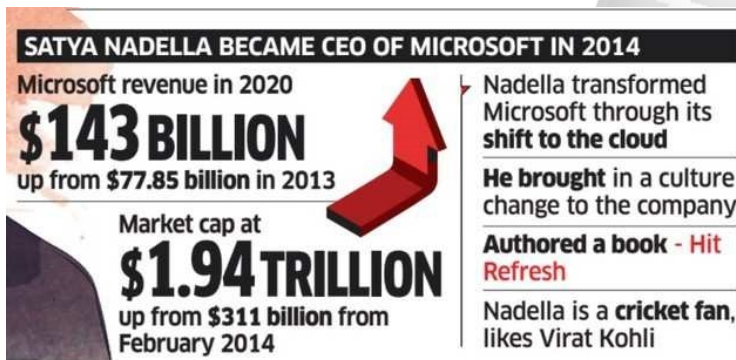 SATYA NADELLA BECAME CEO OF MICROSOFT IN 2014
Microsoft revenue in 2020
$143 BILLION
up from $77.85 billion in 2013
Market cap at
$1.94 TRILLION
up from $311 billion from
February 2014
Nadella transformed
Microsoft through its
shift to the cloud
He brought in a culture
change to the company
Authored a book - Hit
Refresh
Nadella is a cricket fan,
likes Virat Kohli